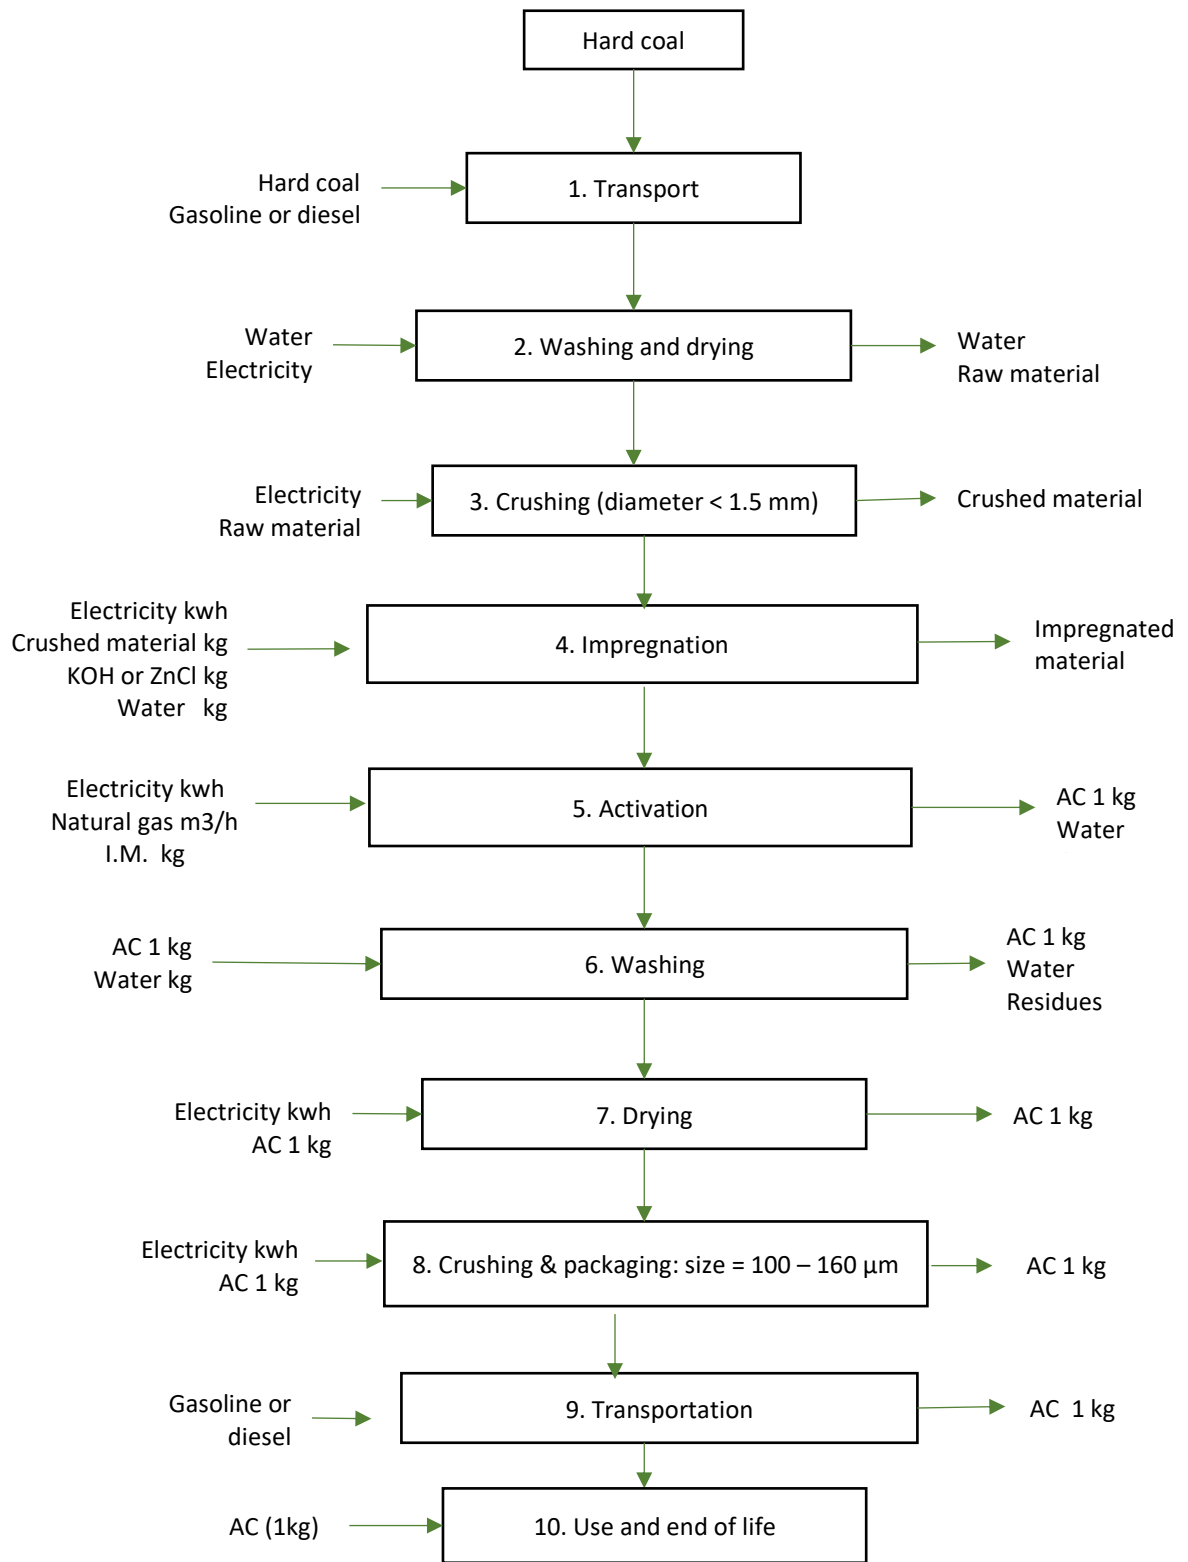 Hard coal
Hard coal
Gasoline or diesel
1. Transport
Water
Electricity
2. Washing and drying
Water
Raw material
Electricity
Raw material
3. Crushing (diameter < 1.5 mm)
Crushed material
Electricity kwh
Crushed material kg
KOH or ZnCl kg
Water kg
4. Impregnation
Impregnated
material
Electricity kwh
Natural gas m3/h
I.M. kg
5. Activation
AC 1 kg
Water
AC 1 kg
Water kg
6. Washing
AC 1 kg
Water
Residues
Electricity kwh
AC 1 kg
7. Drying
AC 1 kg
Electricity kwh
AC 1 kg
8. Crushing & packaging: size = 100 – 160 µm
AC 1 kg
Gasoline or
diesel
9. Transportation
AC 1 kg
AC (1kg)
10. Use and end of life